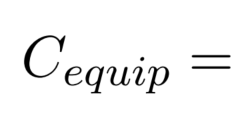 C_{equip} =